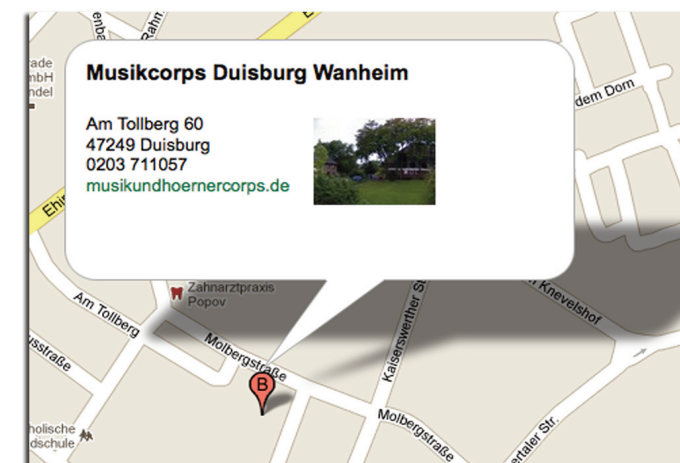 Musikcorps Duisburg Wanheim
Am Tollberg 60
47249 Duisburg
0203 711057
musikundhoernercorps.de
dem Dorn
Zahnarztpraxis
Popov
Am Tollberg
Molbergstraße
Kaiserswerther St
Knevelshof
B
Molbergstraße